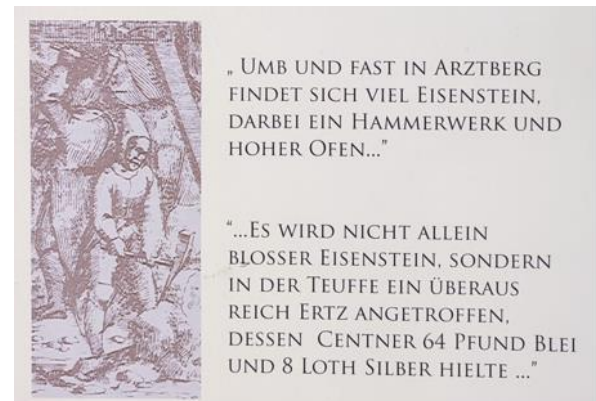 „ Umb und fast in Arztberg
findet sich viel Eisenstein,
darbei ein Hammerwerk und
hoher Ofen..."
"...Es wird nicht allein
blosser Eisenstein, sondern
in der Teuffe ein überaus
reich Ertz angetroffen,
dessen Centner 64 Pfund Blei
und 8 Loth Silber hielte ..."